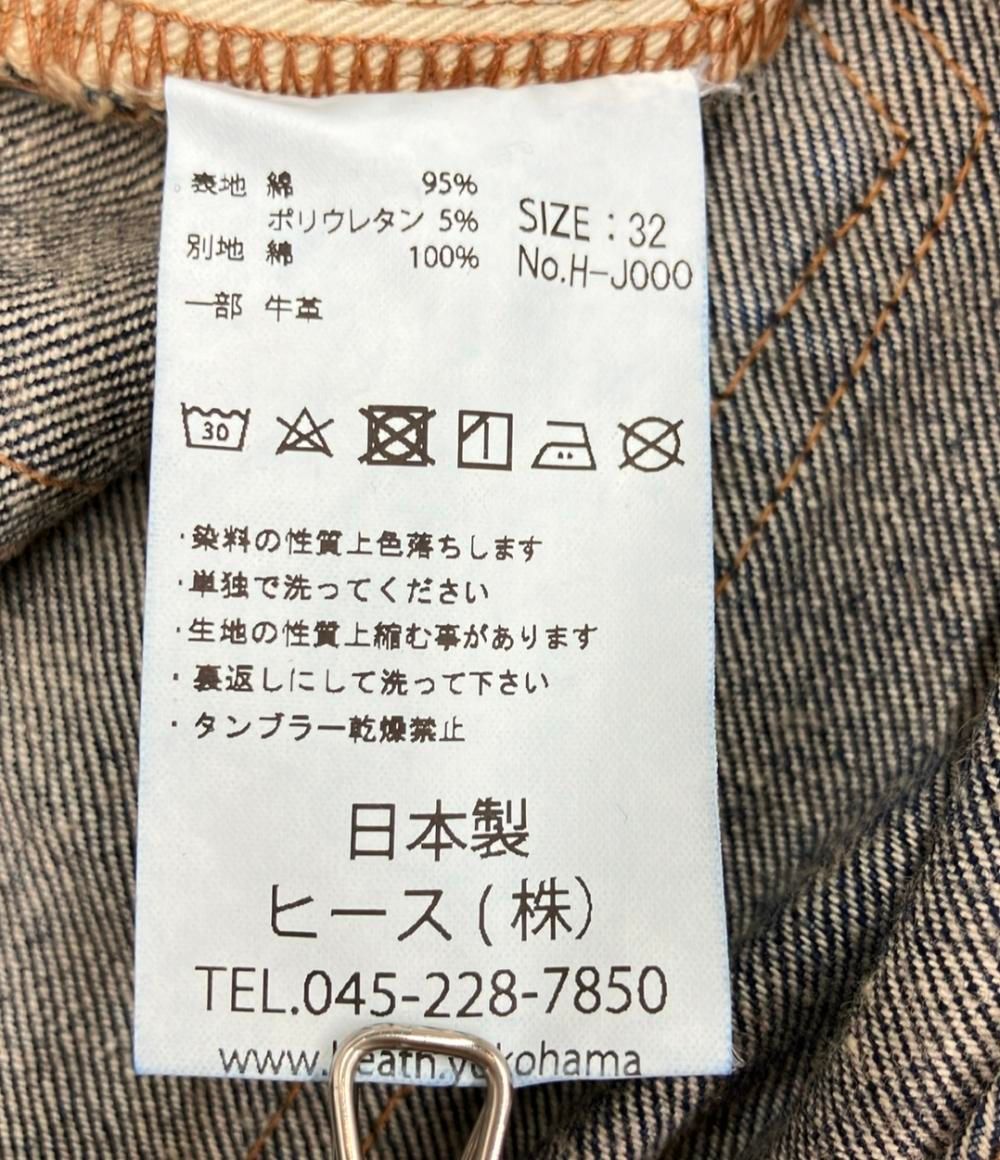 表地 綿 95%
ポリウレタン 5%
別地 綿 100%
一部 牛革
SIZE : 32
No.H-J000
30
・染料の性質上色落ちします
・単独で洗ってください
・生地の性質上縮む事があります
・裏返しにして洗って下さい
・タンブラー乾燥禁止
日本製
ヒース(株)
TEL.045-228-7850
www.heath.yokohama